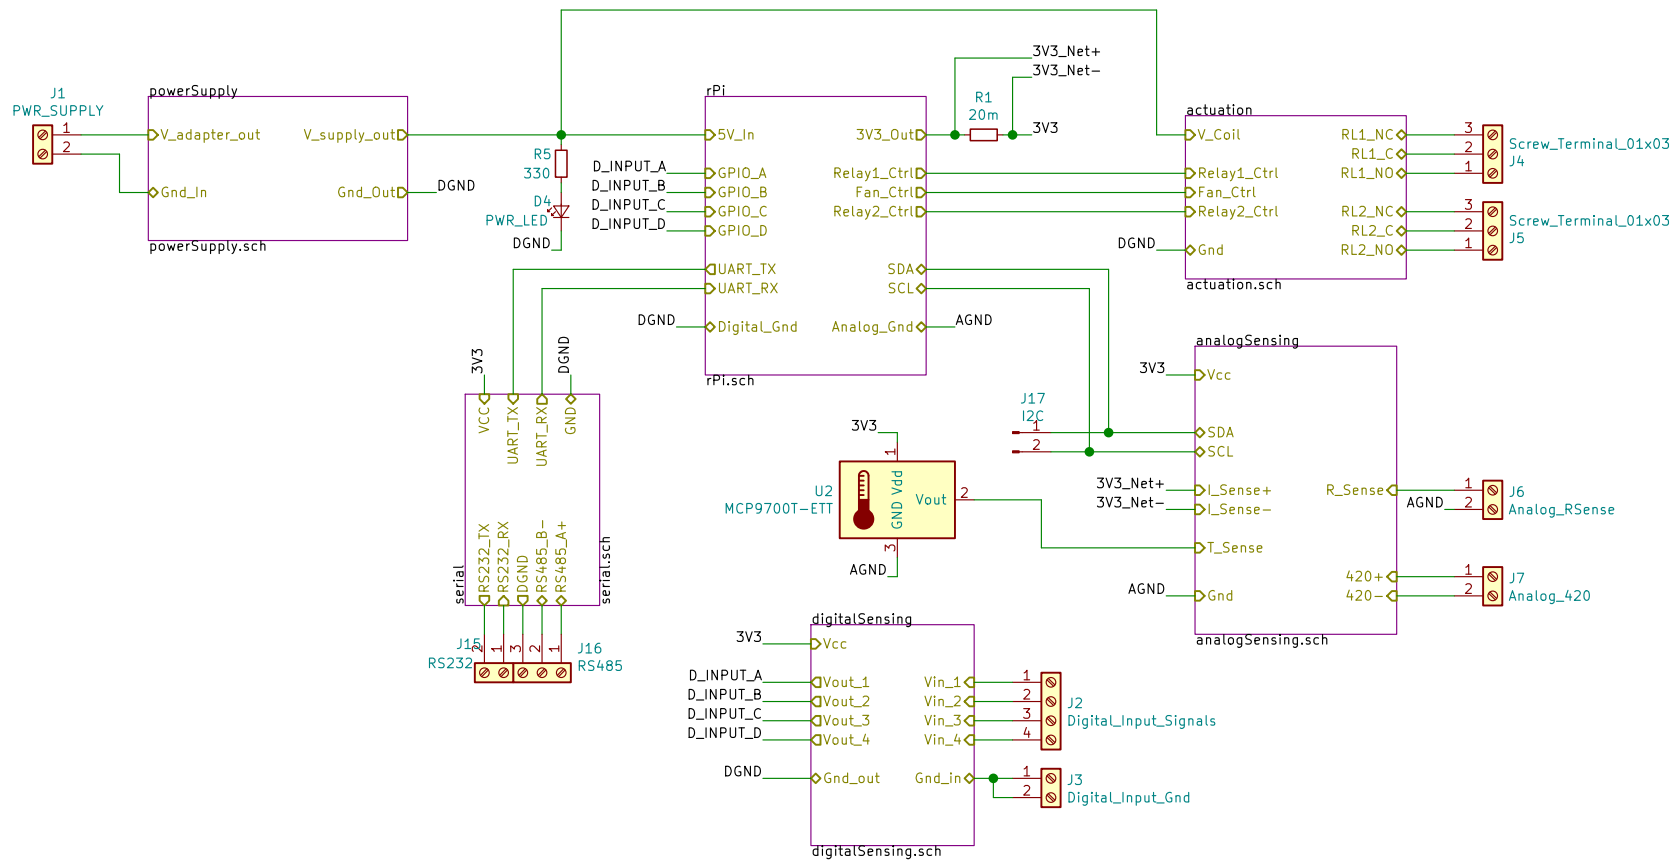 J1
PWR_SUPPLY
1
2
powerSupply
V_adapter_out
V_supply_out
Gnd_In
Gnd_Out
DGND
powerSupply.sch
R5
330
D4
PWR_LED
DGND
rPi
5V_In
3V3_Out
D_INPUT_A
GPIO_A
Relay1_Ctrl
D_INPUT_B
GPIO_B
Fan_Ctrl
D_INPUT_C
GPIO_C
Relay2_Ctrl
D_INPUT_D
GPIO_D
UART_TX
SDA
UART_RX
SCL
DGND
Digital_Gnd
Analog_Gnd
AGND
rPi.sch
3V3_Net+
3V3_Net-
R1
20m
3V3
actuation
V_Coil
RL1_NC
3
RL1_C
2
Relay1_Ctrl
RL1_NO
1
Screw_Terminal_01x03
J4
Fan_Ctrl
Relay2_Ctrl
RL2_NC
3
RL2_C
2
DGND
Gnd
RL2_NO
1
Screw_Terminal_01x03
J5
actuation.sch
3V3
DGND
VCC
UART_TX
UART_RX
GND
RS232_TX
RS232_RX
DGND
RS485_B-
RS485_A+
serial
serial.sch
J15
RS232
2
1
3
2
1
J16
RS485
J17
I2C
1
2
3V3
1
U2
MCP9700T-ETT
GND
Vdd
Vout
2
3
AGND
analogSensing
3V3
Vcc
SDA
SCL
3V3_Net+
I_Sense+
3V3_Net-
I_Sense-
T_Sense
AGND
Gnd
R_Sense
1
AGND
2
J6
Analog_RSense
420+
1
420-
2
J7
Analog_420
analogSensing.sch
digitalSensing
3V3
Vcc
D_INPUT_A
Vout_1
Vin_1
1
D_INPUT_B
Vout_2
Vin_2
2
D_INPUT_C
Vout_3
Vin_3
3
D_INPUT_D
Vout_4
Vin_4
4
J2
Digital_Input_Signals
DGND
Gnd_out
Gnd_in
1
2
J3
Digital_Input_Gnd
digitalSensing.sch